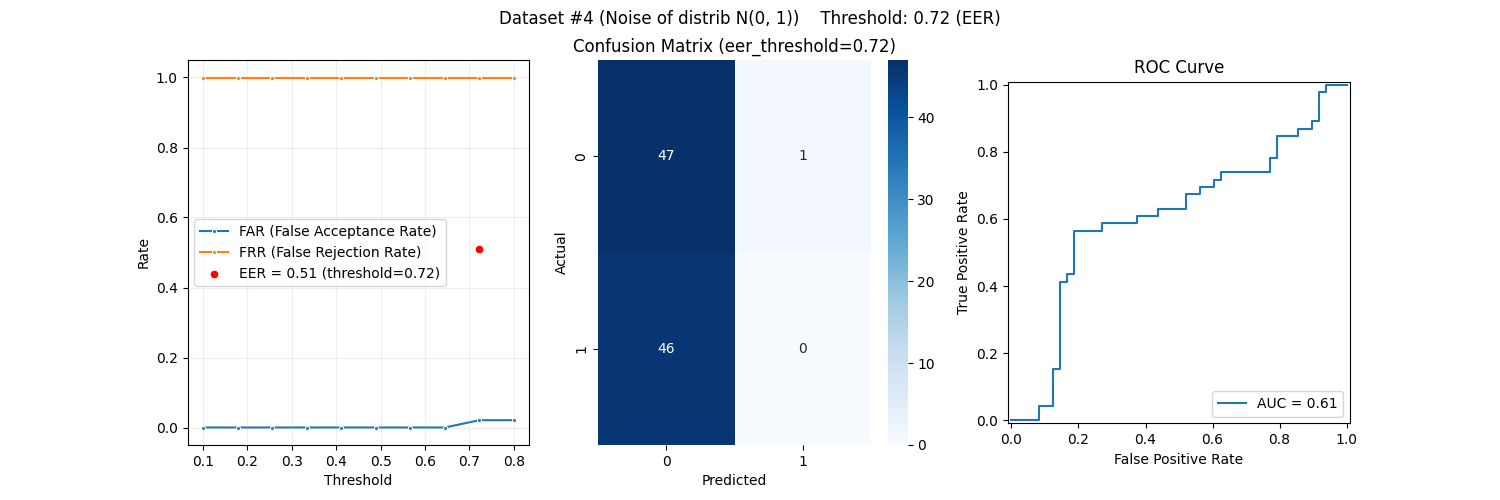 Dataset #4 (Noise of distrib N(0, 1))    Threshold: 0.72 (EER)
1.0
0.8
0.6
0.4
0.2
0.0
Rate
FAR (False Acceptance Rate)
FRR (False Rejection Rate)
EER = 0.51 (threshold=0.72)
0.1 0.2 0.3 0.4 0.5 0.6 0.7 0.8
Threshold
Confusion Matrix (eer_threshold=0.72)
Actual
0
1
47 1
46 0
0 1
Predicted
40
30
20
10
0
ROC Curve
True Positive Rate
1.0
0.8
0.6
0.4
0.2
0.0
AUC = 0.61
0.0 0.2 0.4 0.6 0.8 1.0
False Positive Rate